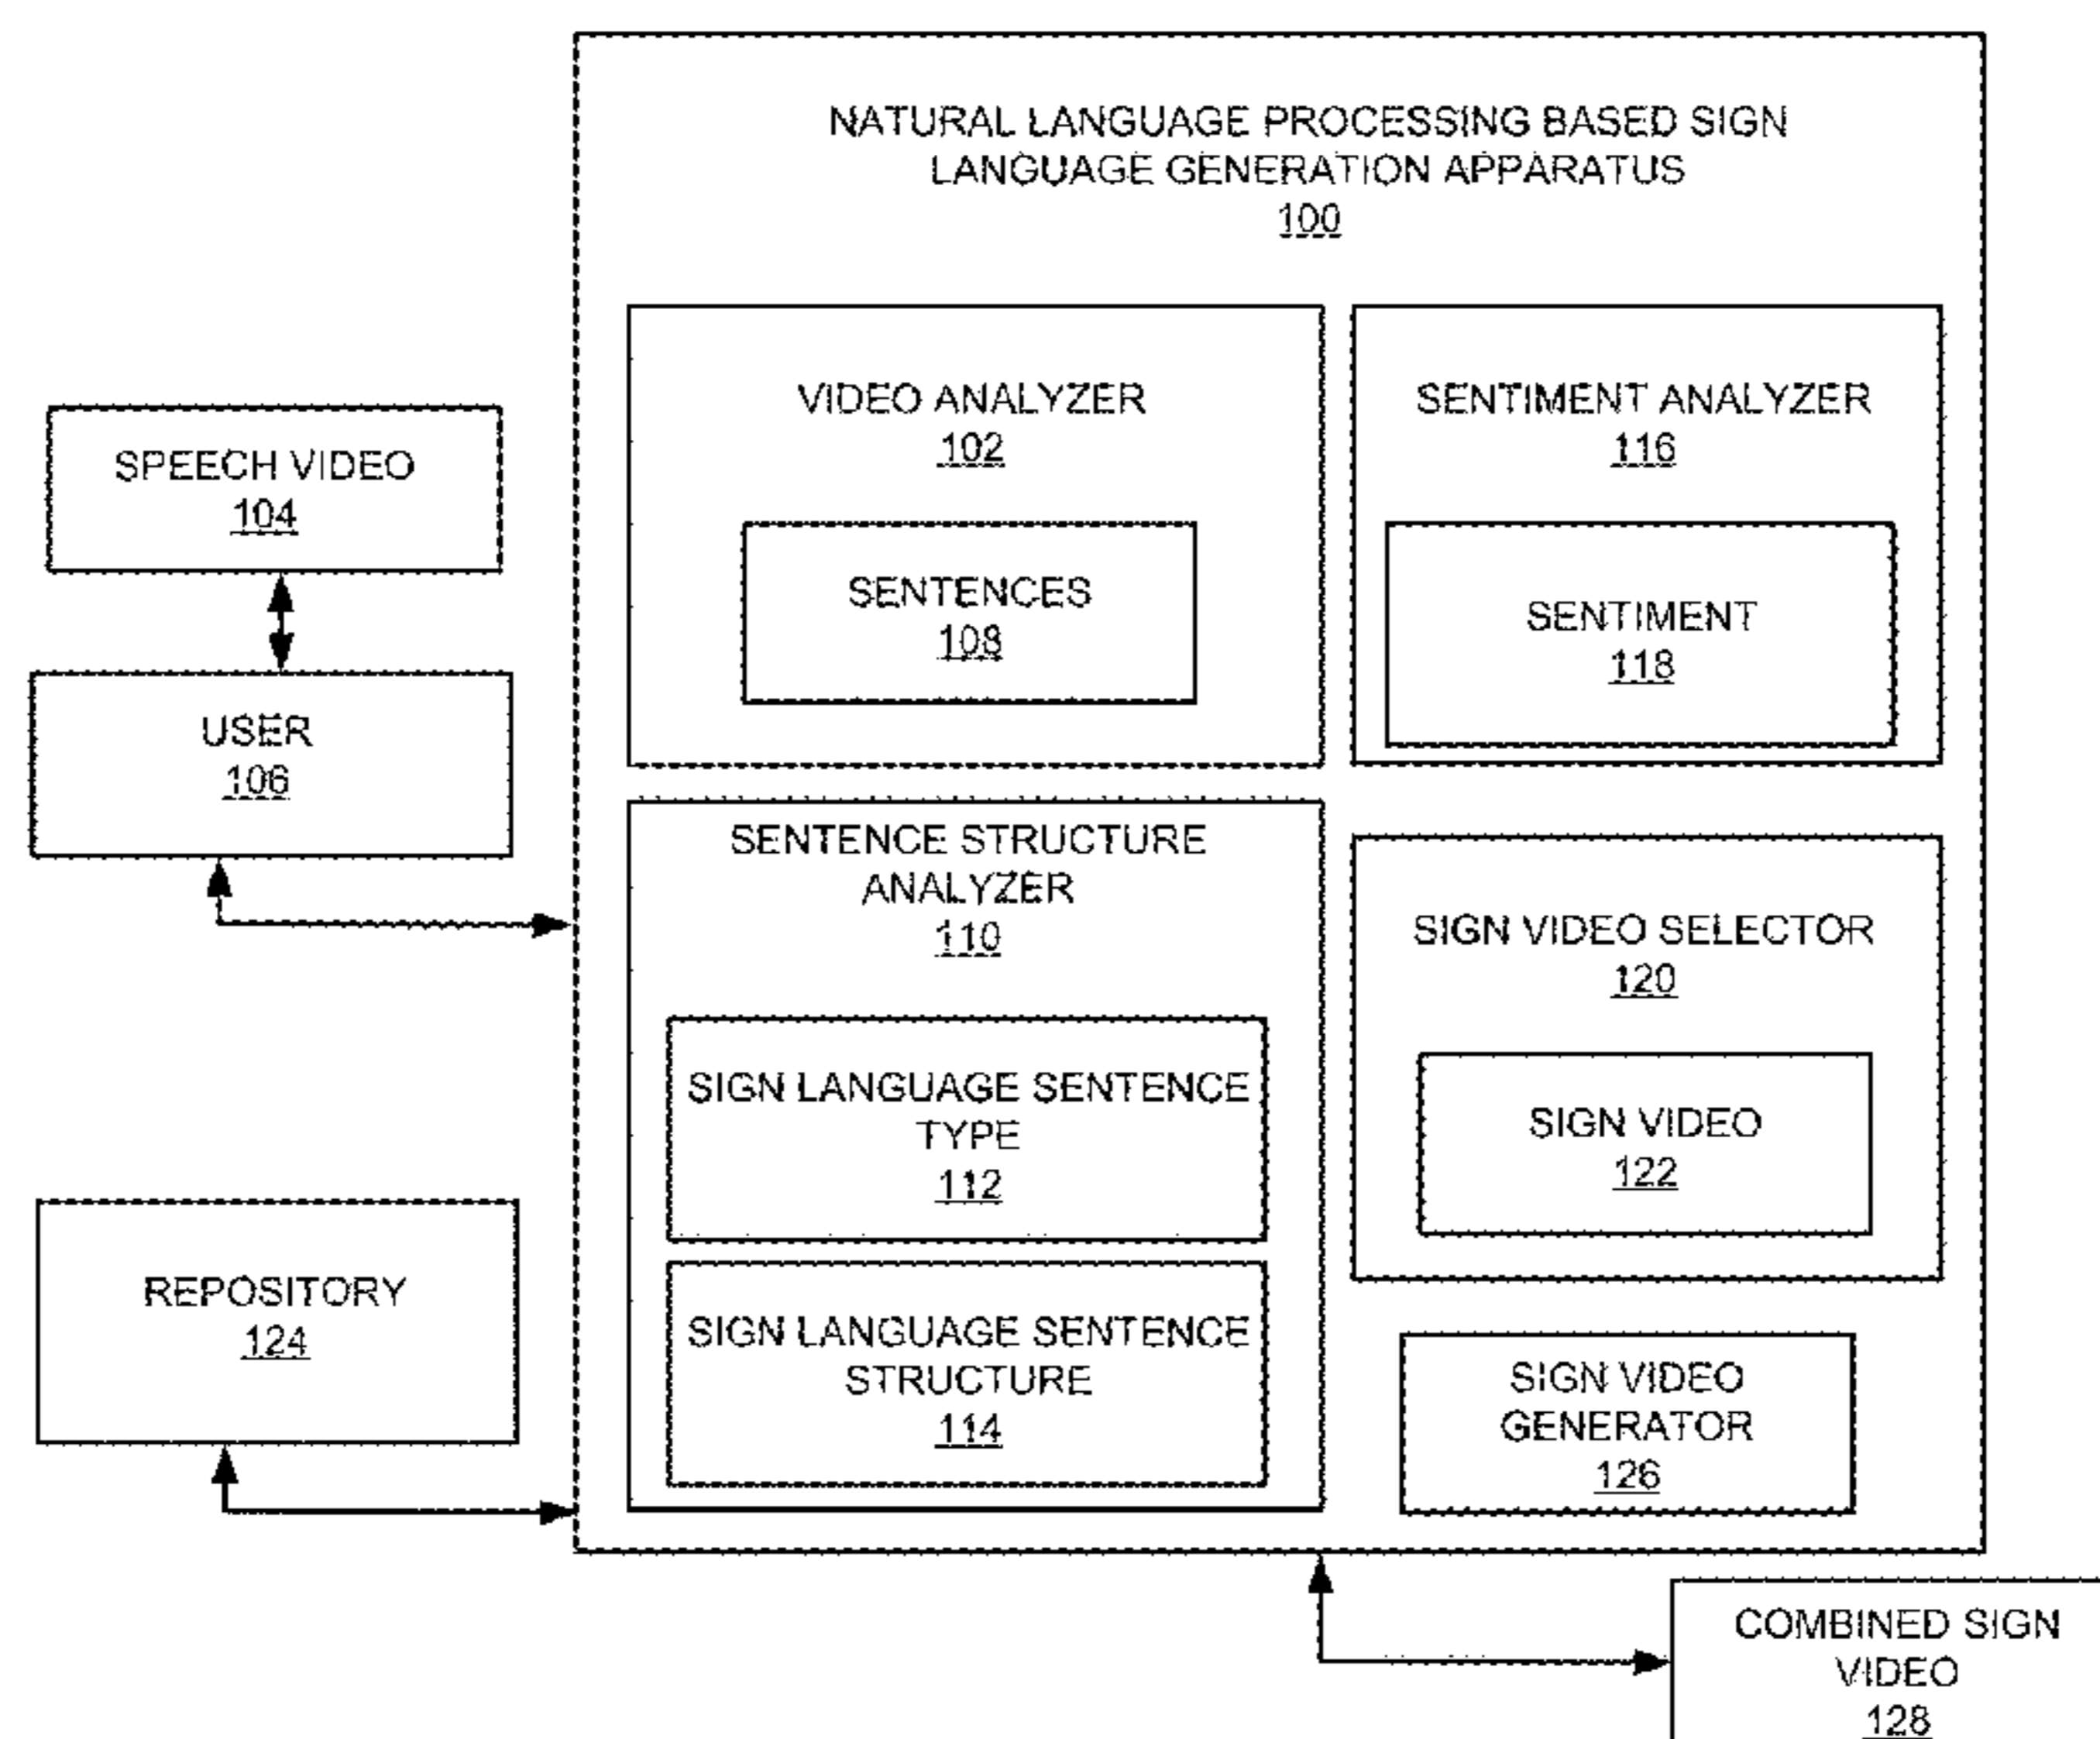 NATURAL LANGUAGE PROCESSING BASED SIGN
LANGUAGE GENERATION APPARATUS
100
VIDEO ANALYZER
102
SENTENCES
108
SENTIMENT ANALYZER
116
SENTIMENT
118
SPEECH VIDEO
104
USER
106
SENTENCE STRUCTURE
ANALYZER
110
SIGN LANGUAGE SENTENCE
TYPE
112
SIGN LANGUAGE SENTENCE
STRUCTURE
114
SIGN VIDEO SELECTOR
120
SIGN VIDEO
122
REPOSITORY
124
SIGN VIDEO
GENERATOR
126
COMBINED SIGN
VIDEO
128